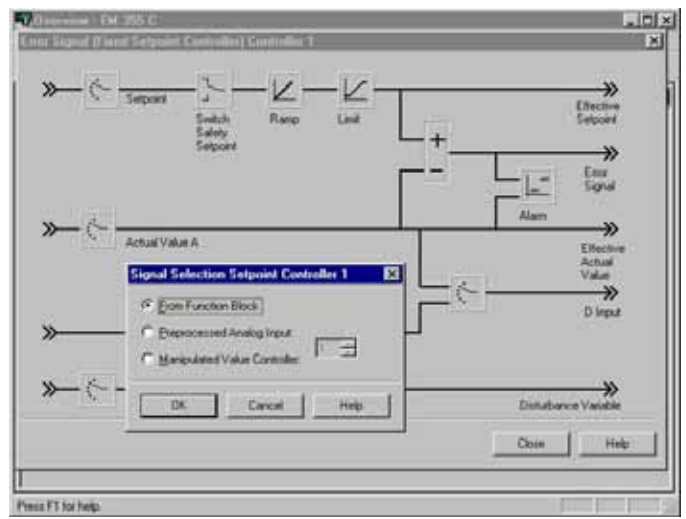 Overview - EM 355 C
Error Signal (Fixed Setpoint Controller) Controller 1
Setpoint
Switch
Safety
Setpoint
Ramp
Limit
Effective
Setpoint
+
−
Error
Signal
Alarm
Actual Value A
Effective
Actual
Value
D Input
Signal Selection Setpoint Controller 1
From Function Block
Preprocessed Analog Input
Manipulated Value Controller
1
OK
Cancel
Help
Disturbance Variable
Close
Help
Press F1 for help.